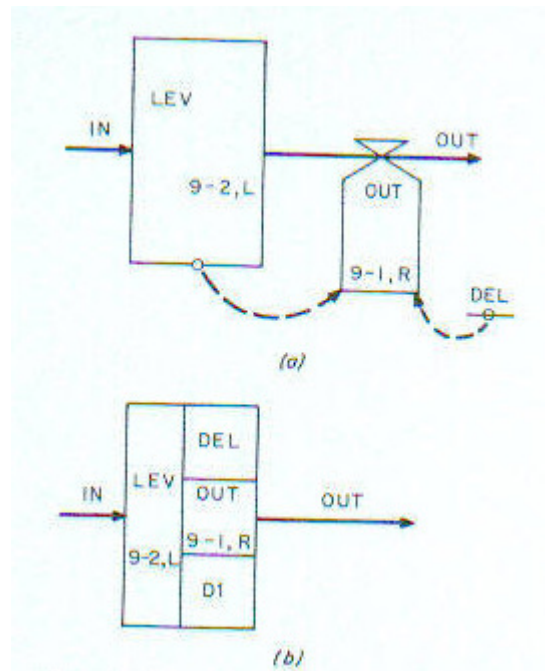 LEV
IN
OUT
9-2,L
OUT
9-1,R
DEL
(a)
DEL
LEV
IN
OUT
OUT
9-1,R
9-2,L
D1
(b)